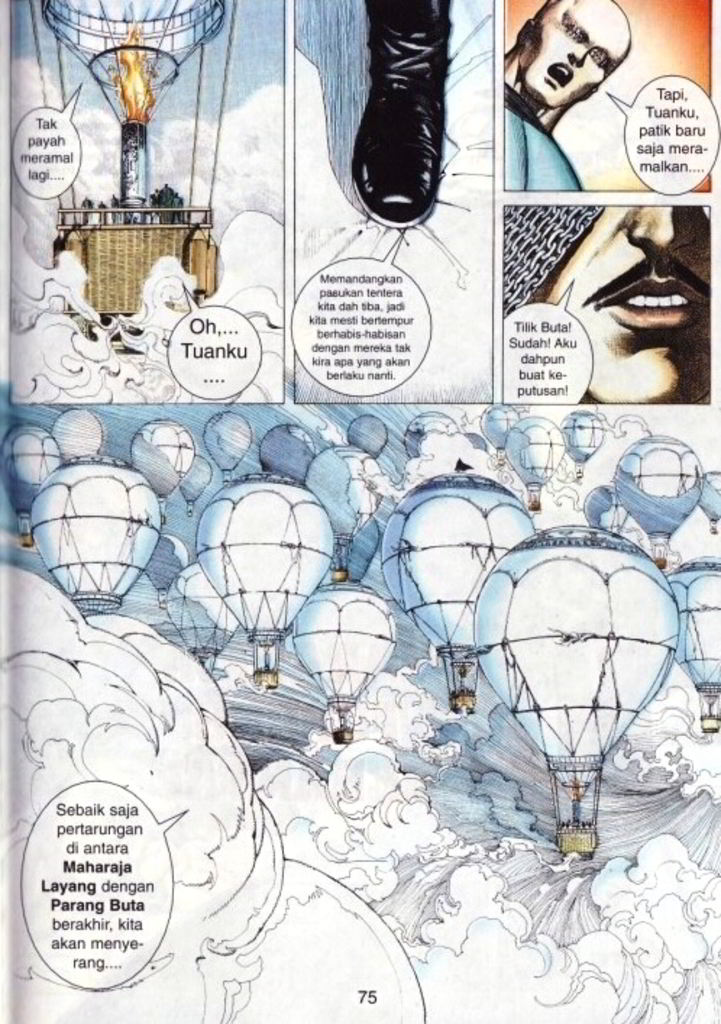 Tak
payah
meramal
lagi....
Oh,...
Tuanku
....
Memandangkan
pasukan tentera
kita dah tiba, jadi
kita mesti bertempur
berhabis-habisan
dengan mereka tak
kira apa yang akan
berlaku nanti.
Tapi,
Tuanku,
patik baru
saja mera-
malkan....
Tilik Buta!
Sudah! Aku
dahpun
buat ke-
putusan!
Sebaik saja
pertarungan
di antara
Maharaja
Layang dengan
Parang Buta
berakhir, kita
akan menye-
rang....
75